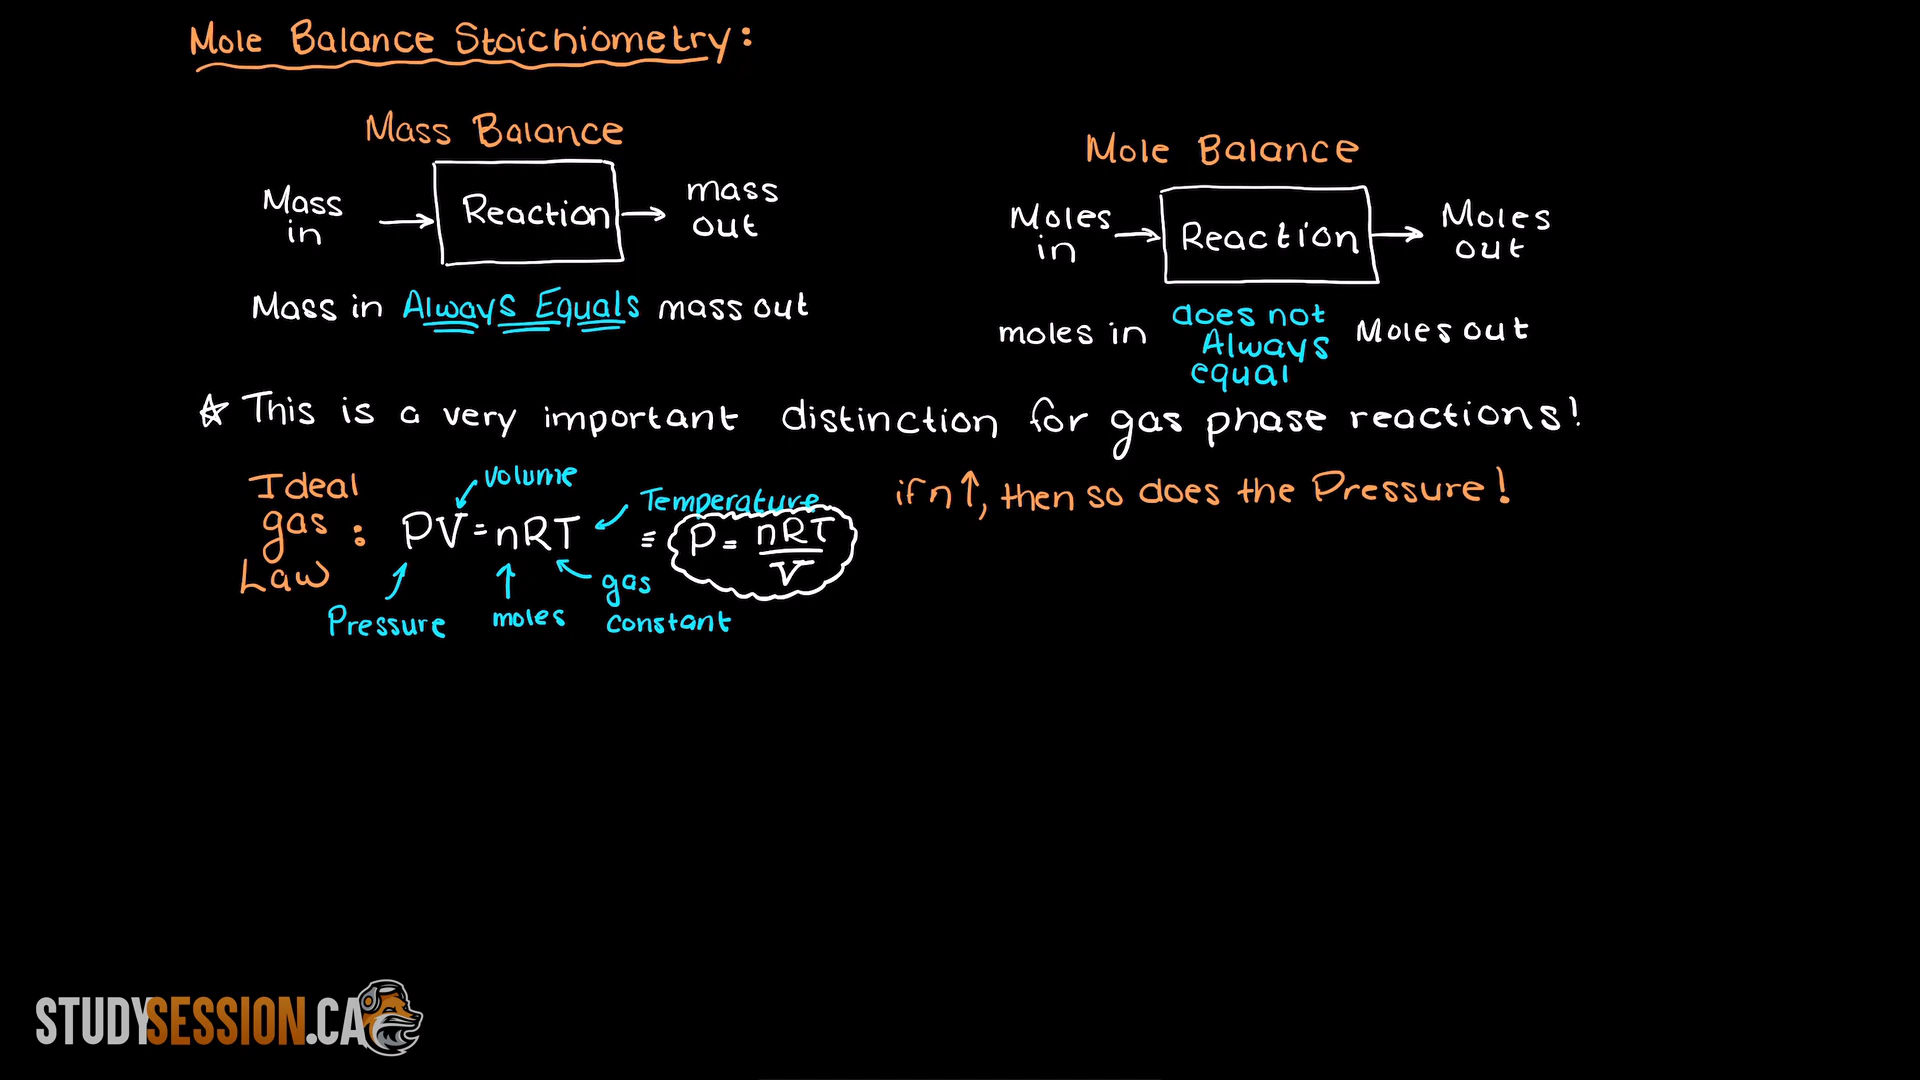 Mole Balance Stoichiometry:
Mass Balance
Mass in
Reaction
mass out
Mass in Always Equals mass out
Mole Balance
Moles in
Reaction
Moles out
moles in does not Always equal Moles out
☆ This is a very important distinction for gas phase reactions!
Ideal gas Law :
PV = nRT
volume
Temperature
Pressure
moles
gas constant
≡ P = nRT/V
if n↑, then so does the Pressure!
STUDYSESSION.CA